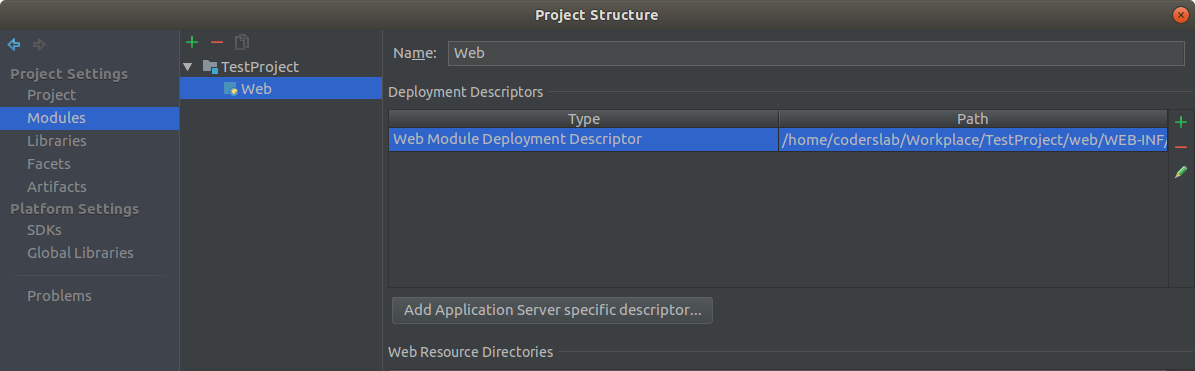 Project Structure
Project Settings
Project
Modules
Libraries
Facets
Artifacts
Platform Settings
SDKs
Global Libraries
Problems
TestProject
Web
Name: Web
Deployment Descriptors
Type Path
Web Module Deployment Descriptor /home/coderslab/Workplace/TestProject/web/WEB-INF/
Add Application Server specific descriptor...
Web Resource Directories